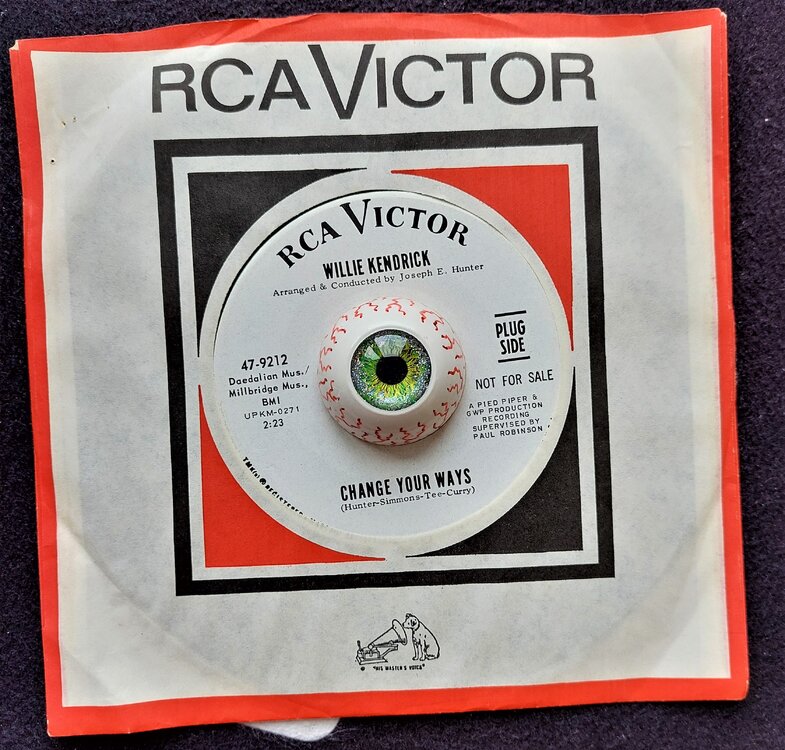 RCA VICTOR
RCA VICTOR
WILLIE KENDRICK
Arranged & Conducted by Joseph E. Hunter
PLUG
SIDE
47-9212
Daedalian Mus./
Millbridge Mus.,
BMI
UPKM-0271
2:23
NOT FOR SALE
A PIED PIPER &
GWP PRODUCTION
RECORDING
SUPERVISED BY
PAUL ROBINSON
CHANGE YOUR WAYS
(Hunter-Simmons-Tee-Curry)
TMK(s) ® REGISTERED
"HIS MASTER'S VOICE"